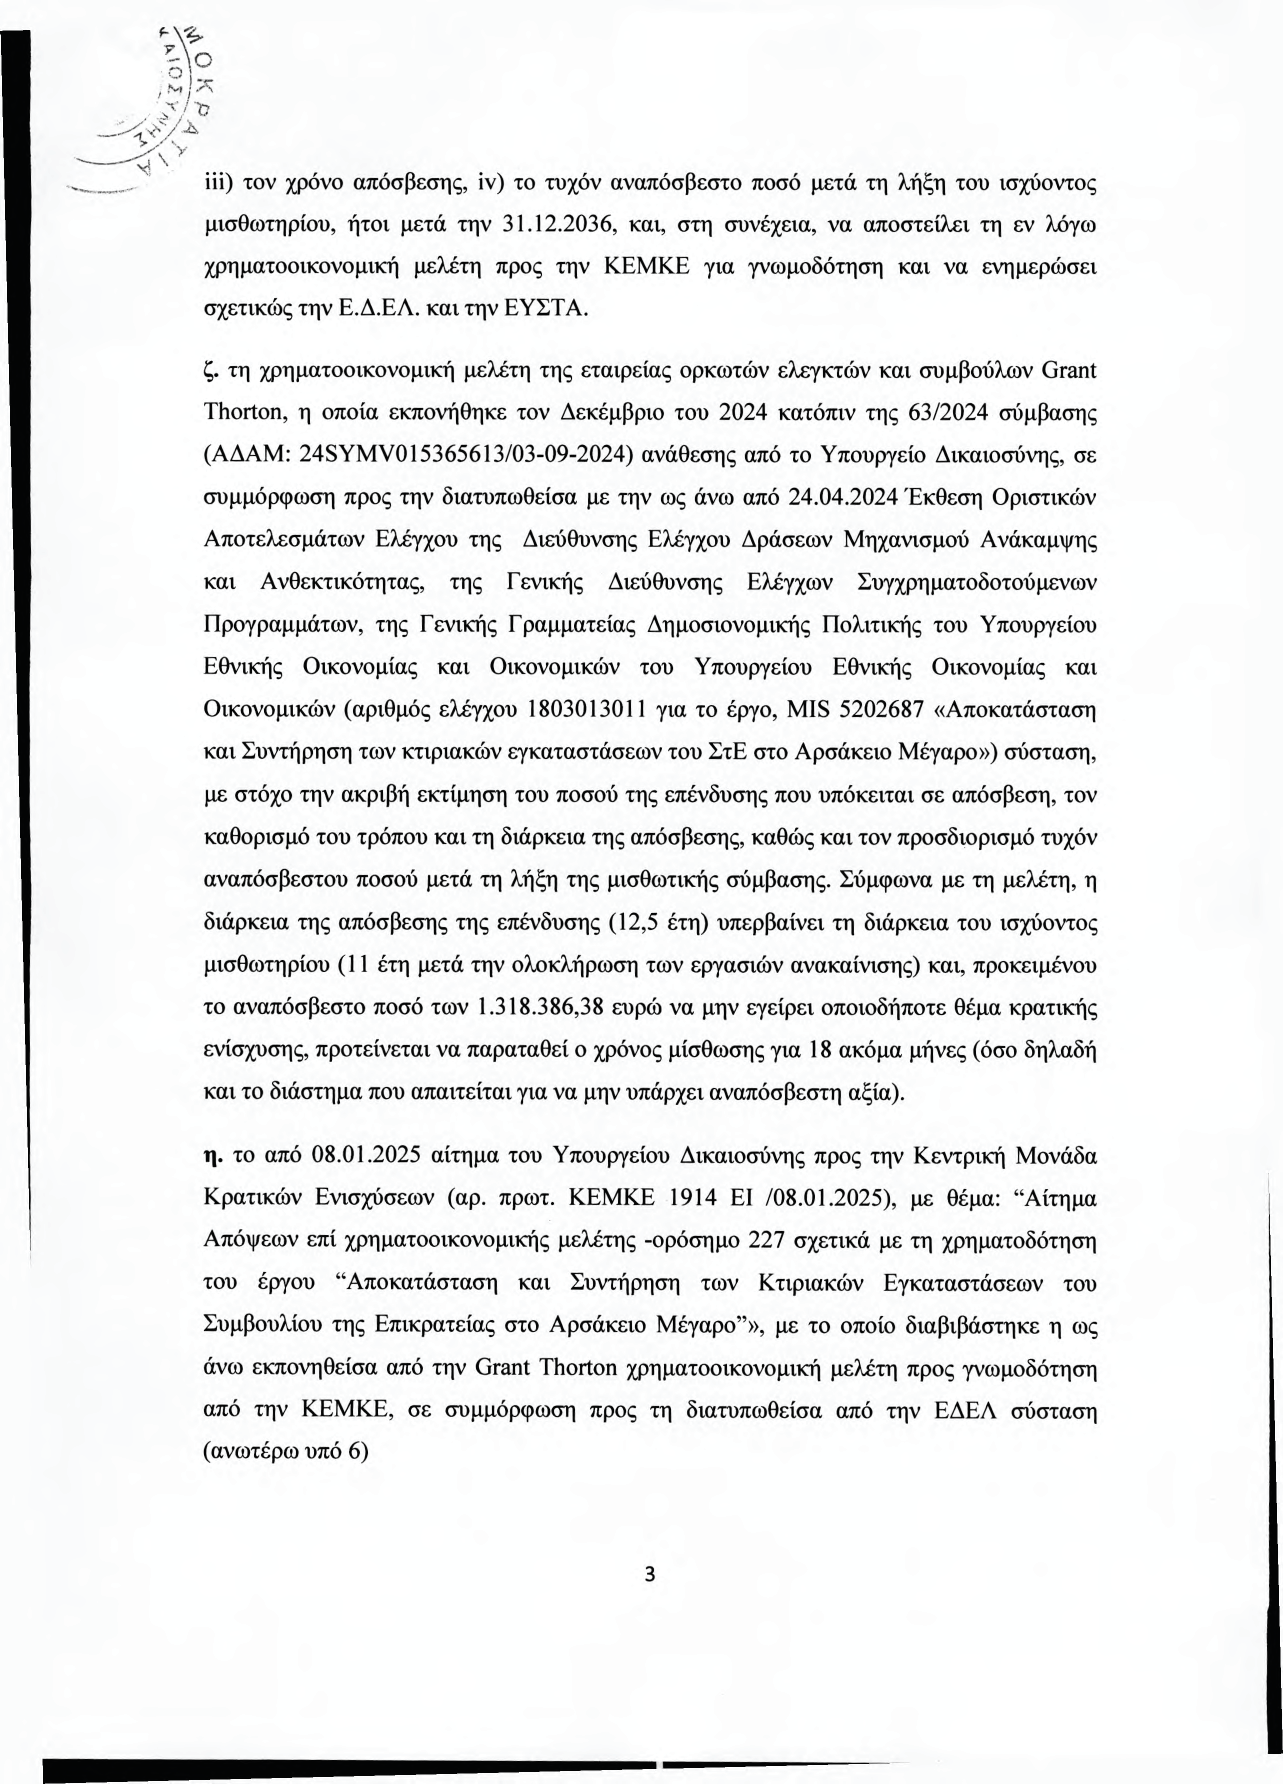 ΜΟΚΡΑΤΙΑ
ΑΙΟΣΥΝΗΣ
iii) τον χρόνο απόσβεσης, iv) το τυχόν αναπόσβεστο ποσό μετά τη λήξη του ισχύοντος
μισθωτηρίου, ήτοι μετά την 31.12.2036, και, στη συνέχεια, να αποστείλει τη εν λόγω
χρηματοοικονομική μελέτη προς την ΚΕΜΚΕ για γνωμοδότηση και να ενημερώσει
σχετικώς την Ε.Δ.ΕΛ. και την ΕΥΣΤΑ.
ζ. τη χρηματοοικονομική μελέτη της εταιρείας ορκωτών ελεγκτών και συμβούλων Grant
Thorton, η οποία εκπονήθηκε τον Δεκέμβριο του 2024 κατόπιν της 63/2024 σύμβασης
(ΑΔΑΜ: 24SYMV015365613/03-09-2024) ανάθεσης από το Υπουργείο Δικαιοσύνης, σε
συμμόρφωση προς την διατυπωθείσα με την ως άνω από 24.04.2024 Έκθεση Οριστικών
Αποτελεσμάτων Ελέγχου της Διεύθυνσης Ελέγχου Δράσεων Μηχανισμού Ανάκαμψης
και Ανθεκτικότητας, της Γενικής Διεύθυνσης Ελέγχων Συγχρηματοδοτούμενων
Προγραμμάτων, της Γενικής Γραμματείας Δημοσιονομικής Πολιτικής του Υπουργείου
Εθνικής Οικονομίας και Οικονομικών του Υπουργείου Εθνικής Οικονομίας και
Οικονομικών (αριθμός ελέγχου 1803013011 για το έργο, MIS 5202687 «Αποκατάσταση
και Συντήρηση των κτιριακών εγκαταστάσεων του ΣτΕ στο Αρσάκειο Μέγαρο») σύσταση,
με στόχο την ακριβή εκτίμηση του ποσού της επένδυσης που υπόκειται σε απόσβεση, τον
καθορισμό του τρόπου και τη διάρκεια της απόσβεσης, καθώς και τον προσδιορισμό τυχόν
αναπόσβεστου ποσού μετά τη λήξη της μισθωτικής σύμβασης. Σύμφωνα με τη μελέτη, η
διάρκεια της απόσβεσης της επένδυσης (12,5 έτη) υπερβαίνει τη διάρκεια του ισχύοντος
μισθωτηρίου (11 έτη μετά την ολοκλήρωση των εργασιών ανακαίνισης) και, προκειμένου
το αναπόσβεστο ποσό των 1.318.386,38 ευρώ να μην εγείρει οποιοδήποτε θέμα κρατικής
ενίσχυσης, προτείνεται να παραταθεί ο χρόνος μίσθωσης για 18 ακόμα μήνες (όσο δηλαδή
και το διάστημα που απαιτείται για να μην υπάρχει αναπόσβεστη αξία).
η. το από 08.01.2025 αίτημα του Υπουργείου Δικαιοσύνης προς την Κεντρική Μονάδα
Κρατικών Ενισχύσεων (αρ. πρωτ. ΚΕΜΚΕ 1914 ΕΙ /08.01.2025), με θέμα: “Αίτημα
Απόψεων επί χρηματοοικονομικής μελέτης -ορόσημο 227 σχετικά με τη χρηματοδότηση
του έργου “Αποκατάσταση και Συντήρηση των Κτιριακών Εγκαταστάσεων του
Συμβουλίου της Επικρατείας στο Αρσάκειο Μέγαρο”», με το οποίο διαβιβάστηκε η ως
άνω εκπονηθείσα από την Grant Thorton χρηματοοικονομική μελέτη προς γνωμοδότηση
από την ΚΕΜΚΕ, σε συμμόρφωση προς τη διατυπωθείσα από την ΕΔΕΛ σύσταση
(ανωτέρω υπό 6)
3